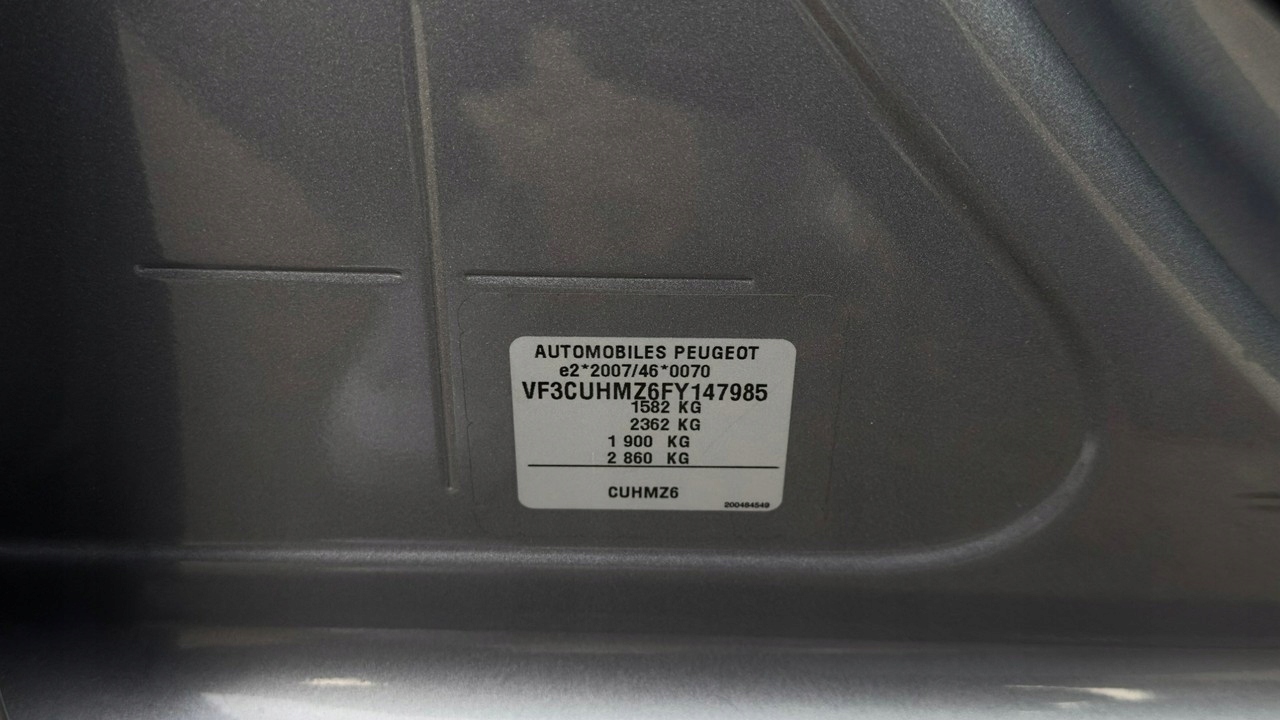 AUTOMOBILES PEUGEOT
e2*2007/46*0070
VF3CUHMZ6FY147985
1582 KG
2362 KG
1 900 KG
2 860 KG
CUHMZ6
200484549